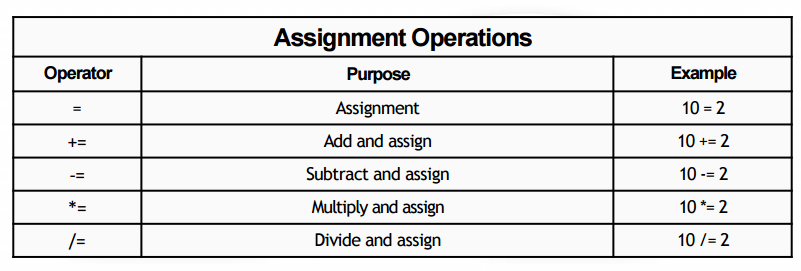 Assignment Operations
Operator Purpose Example
= Assignment 10 = 2
+= Add and assign 10 += 2
-= Subtract and assign 10 -= 2
*= Multiply and assign 10 *= 2
/= Divide and assign 10 /= 2